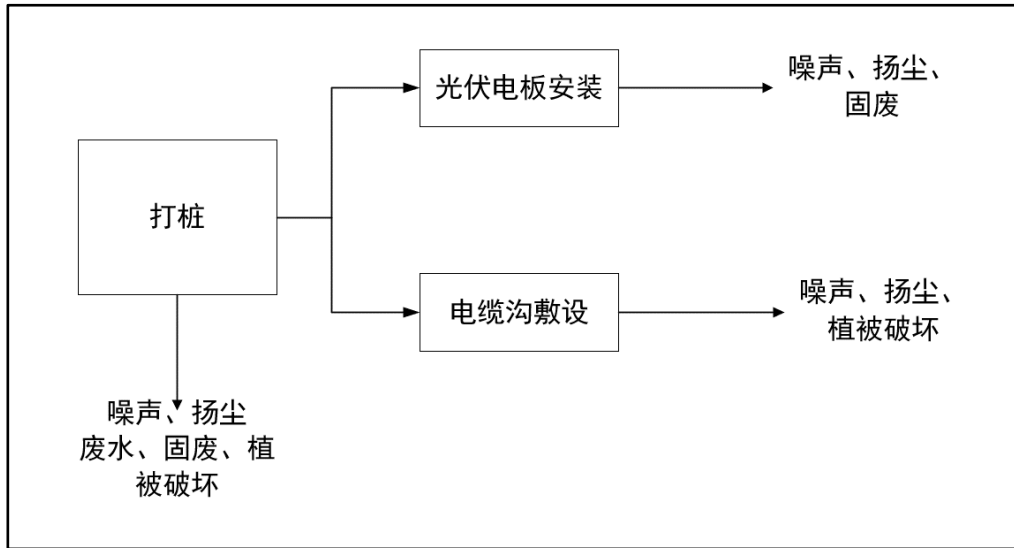 光伏电板安装
噪声、扬尘、
固废
打桩
电缆沟敷设
噪声、扬尘、
植被破坏
噪声、扬尘
废水、固废、植
被破坏